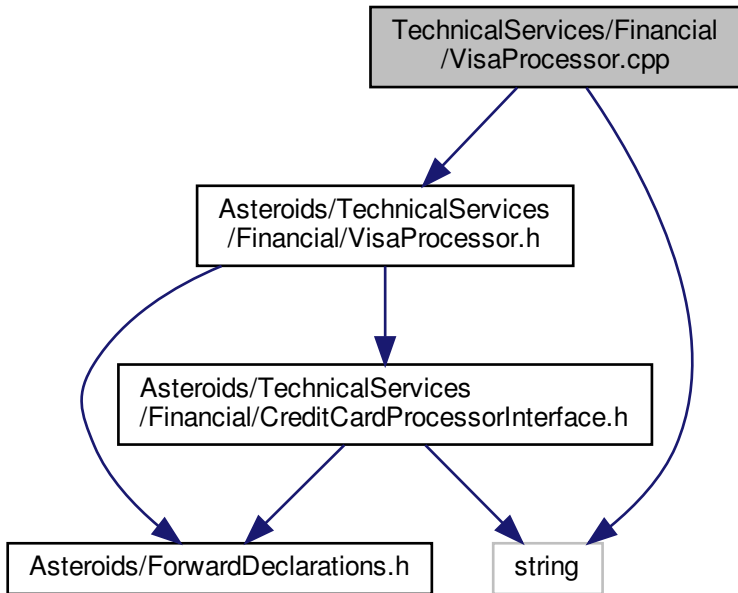 TechnicalServices/Financial
/VisaProcessor.cpp
Asteroids/TechnicalServices
/Financial/VisaProcessor.h
Asteroids/TechnicalServices
/Financial/CreditCardProcessorInterface.h
Asteroids/ForwardDeclarations.h
string